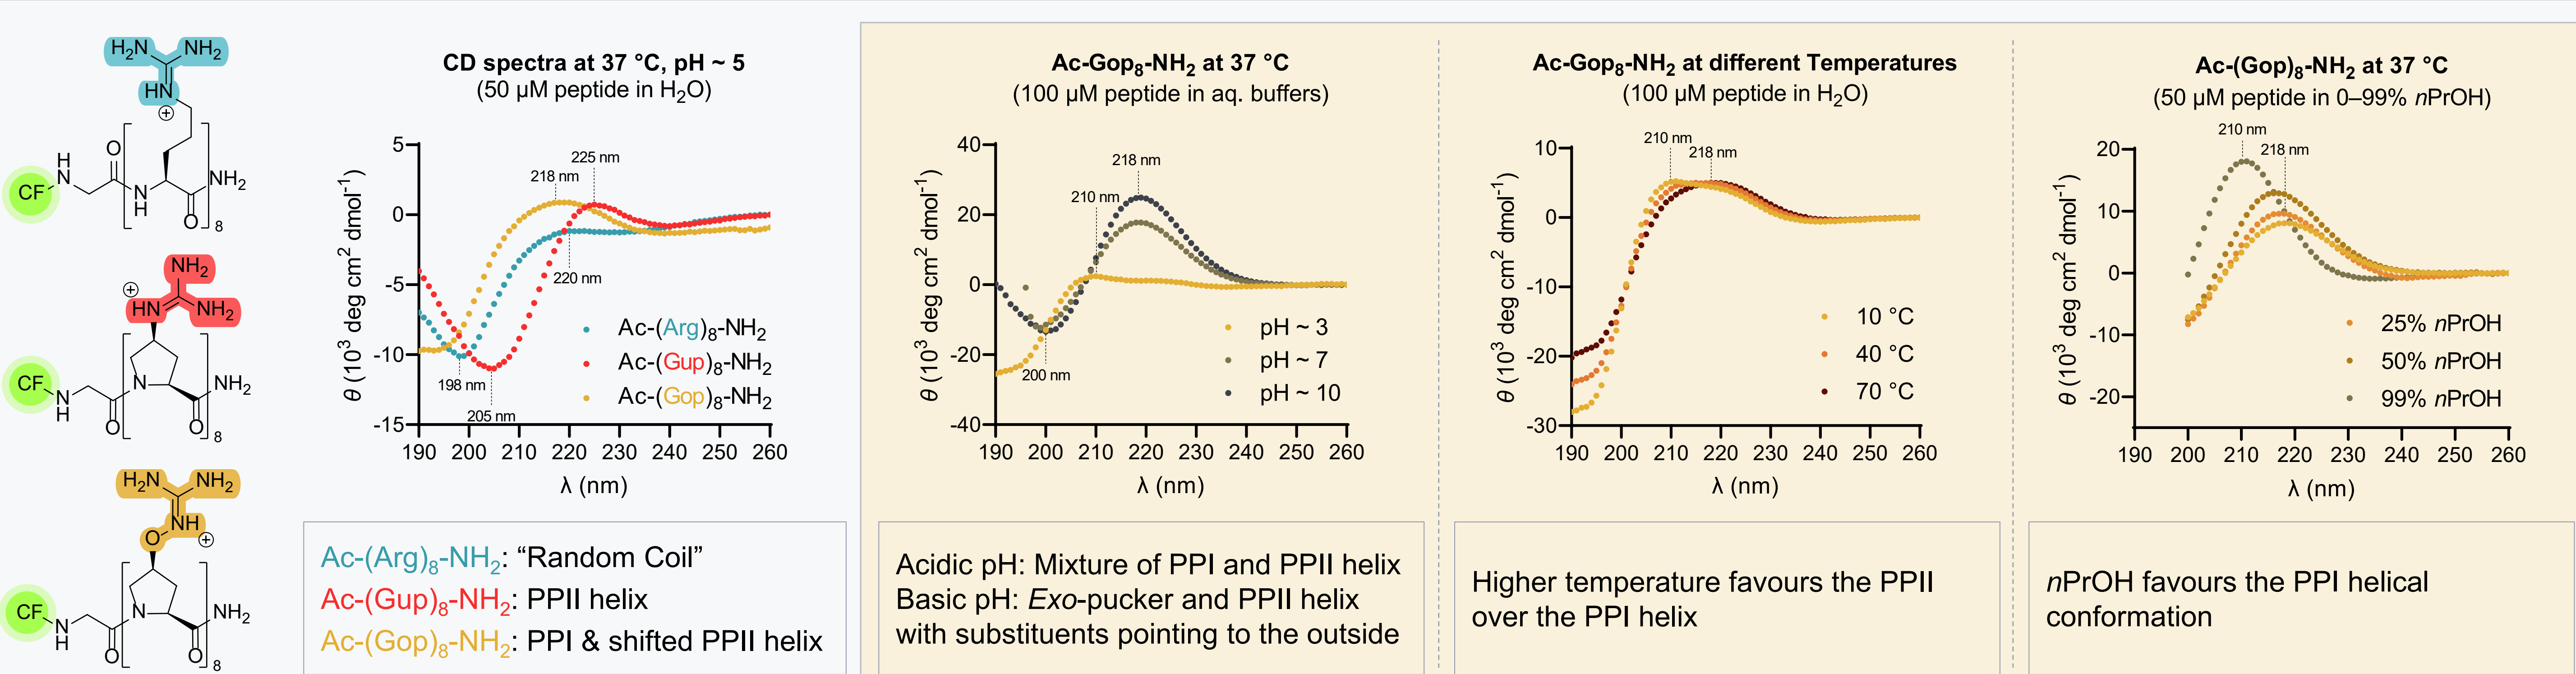 H₂N NH₂
HN
⊕
CF
H
N
O
N
H
O
NH₂
8
NH₂
⊕
HN NH₂
CF
N
H
O
N
O
NH₂
8
H₂N NH₂
NH
O ⊕
CF
N
H
O
N
O
NH₂
8
CD spectra at 37 °C, pH ~ 5
(50 µM peptide in H₂O)
θ (10³ deg cm² dmol⁻¹)
5
0
-5
-10
-15
218 nm
225 nm
220 nm
198 nm
205 nm
Ac-(Arg)₈-NH₂
Ac-(Gup)₈-NH₂
Ac-(Gop)₈-NH₂
190 200 210 220 230 240 250 260
λ (nm)
Ac-(Arg)₈-NH₂: “Random Coil”
Ac-(Gup)₈-NH₂: PPII helix
Ac-(Gop)₈-NH₂: PPI & shifted PPII helix
Ac-Gop₈-NH₂ at 37 °C
(100 µM peptide in aq. buffers)
θ (10³ deg cm² dmol⁻¹)
40
20
0
-20
-40
218 nm
210 nm
200 nm
pH ~ 3
pH ~ 7
pH ~ 10
190 200 210 220 230 240 250 260
λ (nm)
Acidic pH: Mixture of PPI and PPII helix
Basic pH: Exo-pucker and PPII helix
with substituents pointing to the outside
Ac-Gop₈-NH₂ at different Temperatures
(100 µM peptide in H₂O)
θ (10³ deg cm² dmol⁻¹)
10
0
-10
-20
-30
210 nm
218 nm
10 °C
40 °C
70 °C
190 200 210 220 230 240 250 260
λ (nm)
Higher temperature favours the PPII
over the PPI helix
Ac-(Gop)₈-NH₂ at 37 °C
(50 µM peptide in 0–99% nPrOH)
θ (10³ deg cm² dmol⁻¹)
20
10
0
-10
-20
210 nm
218 nm
25% nPrOH
50% nPrOH
99% nPrOH
190 200 210 220 230 240 250 260
λ (nm)
nPrOH favours the PPI helical
conformation